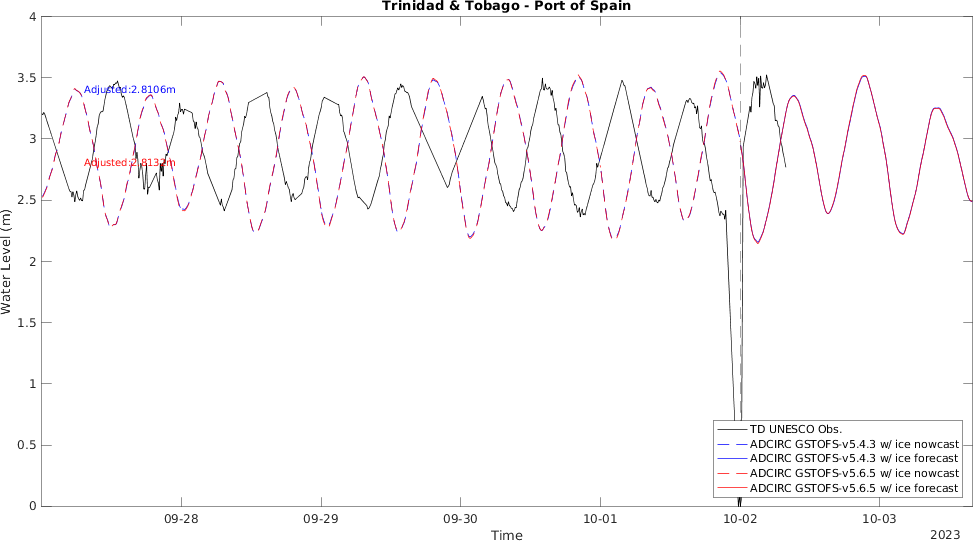 Trinidad & Tobago - Port of Spain
4
3.5
3
2.5
2
1.5
1
0.5
0
Water Level (m)
Adjusted:2.8106m
Adjusted:2.8132m
TD UNESCO Obs.
ADCIRC GSTOFS-v5.4.3 w/ ice nowcast
ADCIRC GSTOFS-v5.4.3 w/ ice forecast
ADCIRC GSTOFS-v5.6.5 w/ ice nowcast
ADCIRC GSTOFS-v5.6.5 w/ ice forecast
09-28 09-29 09-30 10-01 10-02 10-03
Time
2023